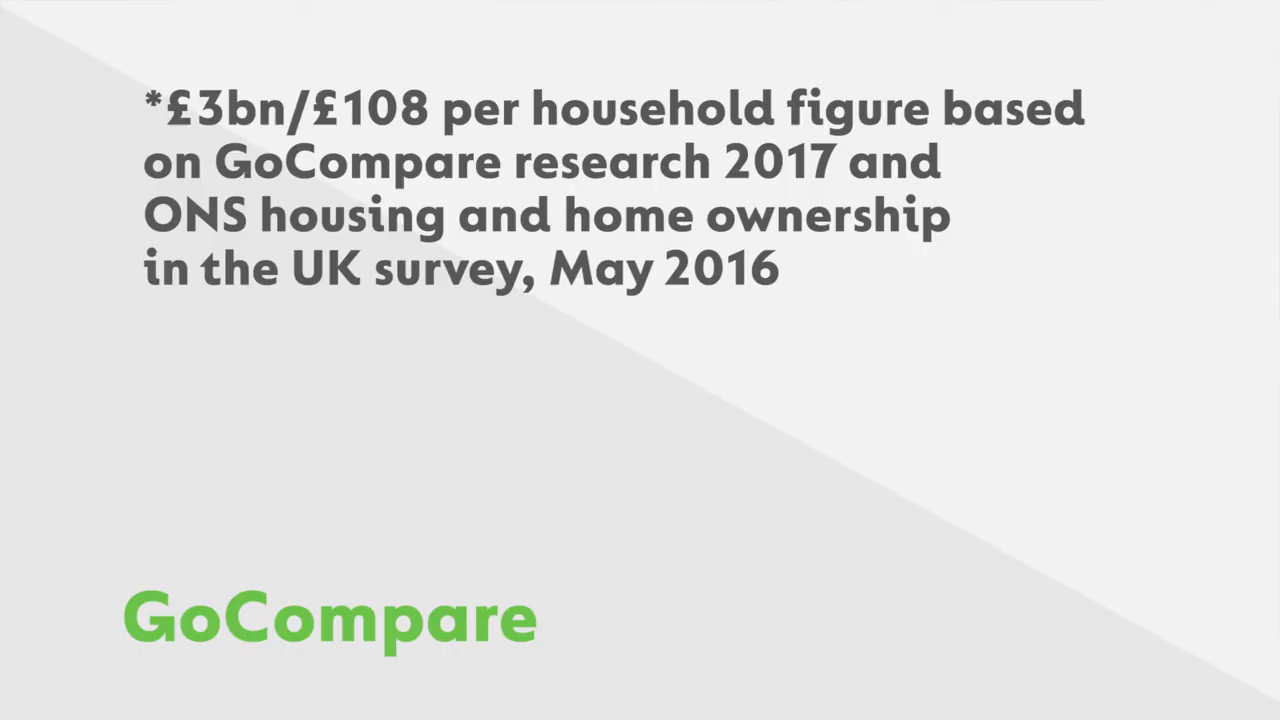 *£3bn/£108 per household figure based
on GoCompare research 2017 and
ONS housing and home ownership
in the UK survey, May 2016
GoCompare